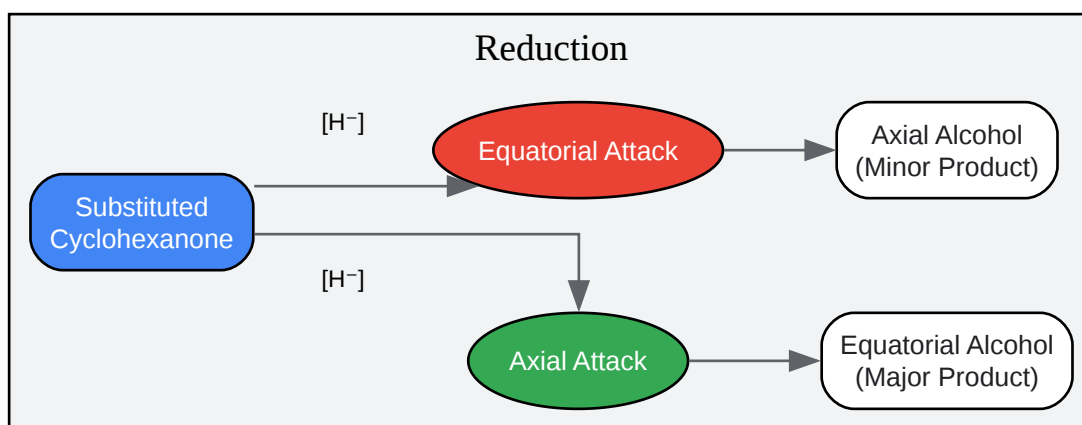 Reduction
[H⁻]
Equatorial Attack
Axial Alcohol
(Minor Product)
Substituted
Cyclohexanone
[H⁻]
Axial Attack
Equatorial Alcohol
(Major Product)